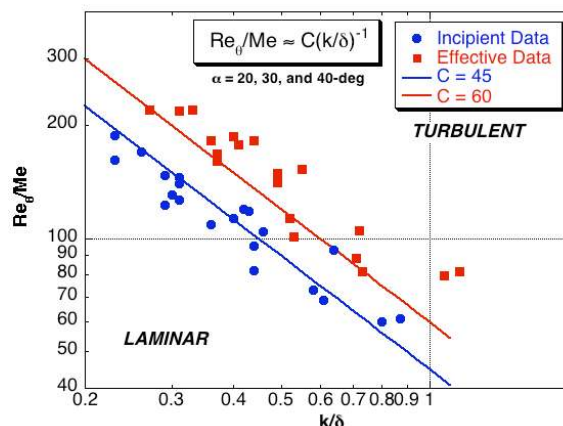 Re_θ/Me ≈ C(k/δ)^-1
α = 20, 30, and 40-deg
Incipient Data
Effective Data
C = 45
C = 60
TURBULENT
LAMINAR
Re_θ/Me
300
200
100
90
80
70
60
50
40
0.2
0.3
0.4
0.5
0.6
0.7
0.8
0.9
1
k/δ